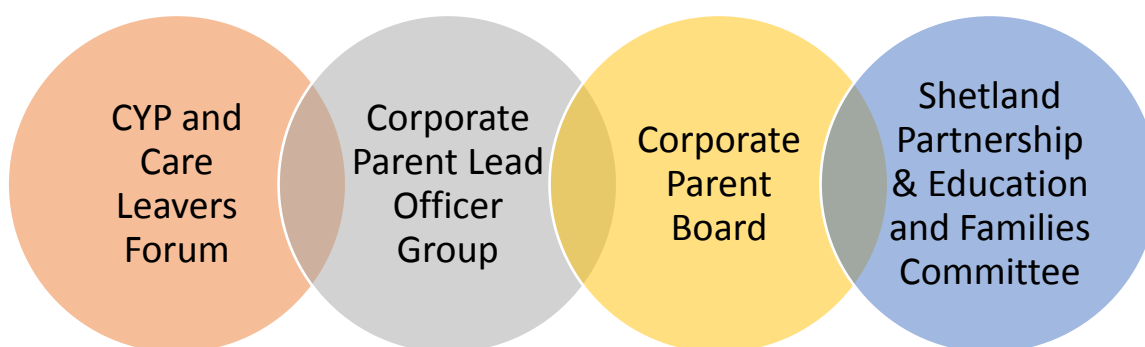 CYP and
Care
Leavers
Forum
Corporate
Parent Lead
Officer
Group
Corporate
Parent
Board
Shetland
Partnership
& Education
and Families
Committee